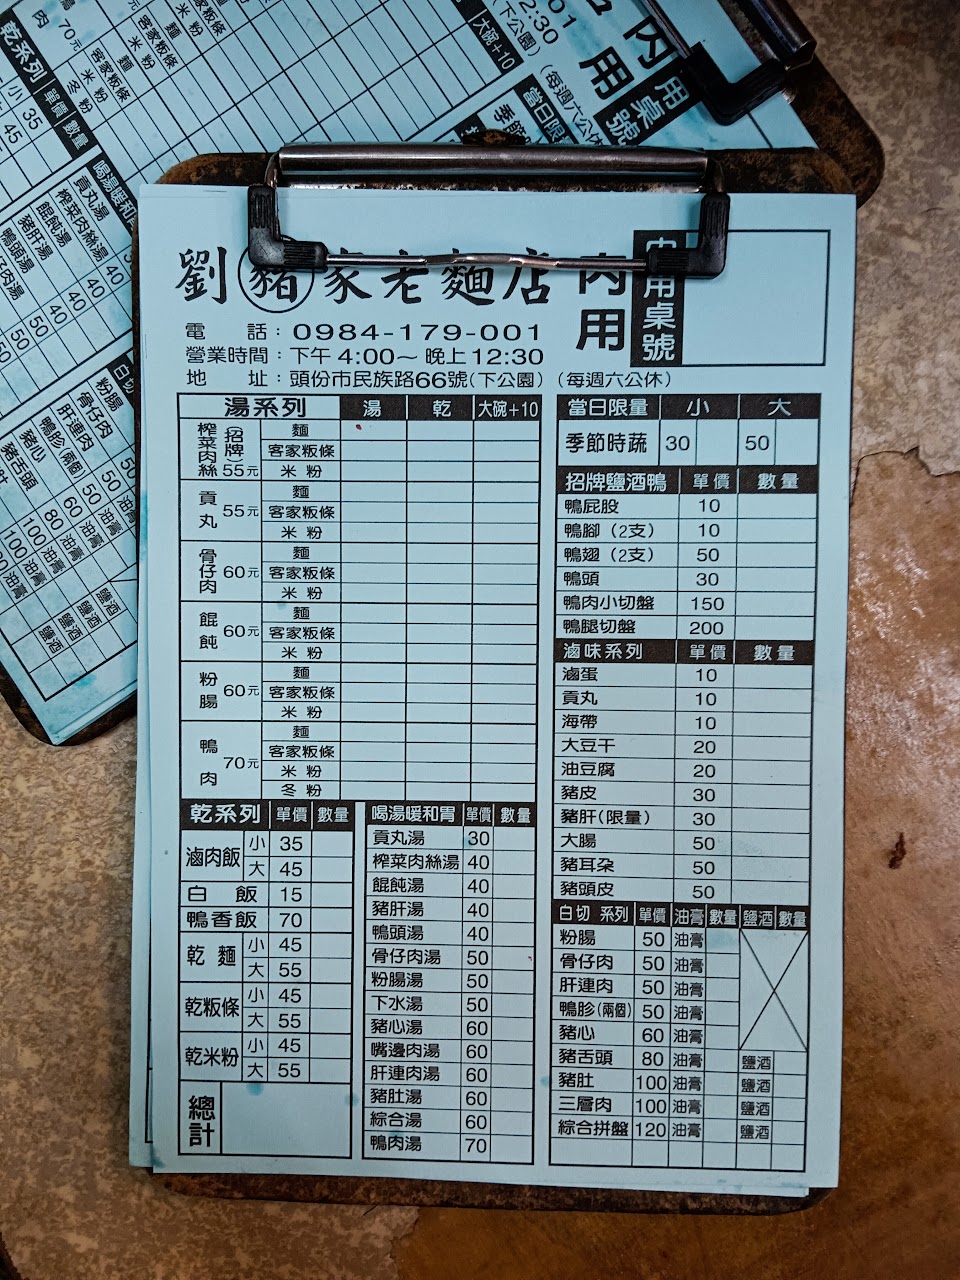 劉豬家老麵店 內用
內用桌號
電 話：0984-179-001
營業時間：下午 4:00～晚上 12:30
地 址：頭份市民族路66號(下公園)（每週六公休）
湯系列 湯 乾 大碗+10
榨菜肉絲（招牌 55元 麵
客家粄條
米粉
貢丸 55元 麵
客家粄條
米粉
骨仔肉 60元 麵
客家粄條
米粉
餛飩 60元 麵
客家粄條
米粉
粉腸 60元 麵
客家粄條
米粉
鴨肉 70元 麵
客家粄條
米粉
冬粉
乾系列 單價 數量
滷肉飯 小 35
大 45
白飯 15
鴨香飯 70
乾麵 小 45
大 55
乾粄條 小 45
大 55
乾米粉 小 45
大 55
總計
喝湯暖和胃 單價 數量
貢丸湯 30
榨菜肉絲湯 40
餛飩湯 40
豬肝湯 40
鴨頭湯 40
骨仔肉湯 50
粉腸湯 50
下水湯 50
豬心湯 60
嘴邊肉湯 60
肝連肉湯 60
豬肚湯 60
綜合湯 60
鴨肉湯 70
當日限量 小 大
季節時蔬 30 50
招牌鹽酒鴨 單價 數量
鴨屁股 10
鴨腳（2支） 10
鴨翅（2支） 50
鴨頭 30
鴨肉小切盤 150
鴨腿切盤 200
滷味系列 單價 數量
滷蛋 10
貢丸 10
海帶 10
大豆干 20
油豆腐 20
豬皮 30
豬肝(限量) 30
大腸 50
豬耳朶 50
豬頭皮 50
白切 系列 單價 油膏 數量 鹽酒 數量
粉腸 50 油膏
骨仔肉 50 油膏
肝連肉 50 油膏
鴨胗(兩個) 50 油膏
豬心 60 油膏
豬舌頭 80 油膏 鹽酒
豬肚 100 油膏 鹽酒
三層肉 100 油膏 鹽酒
綜合拼盤 120 油膏 鹽酒